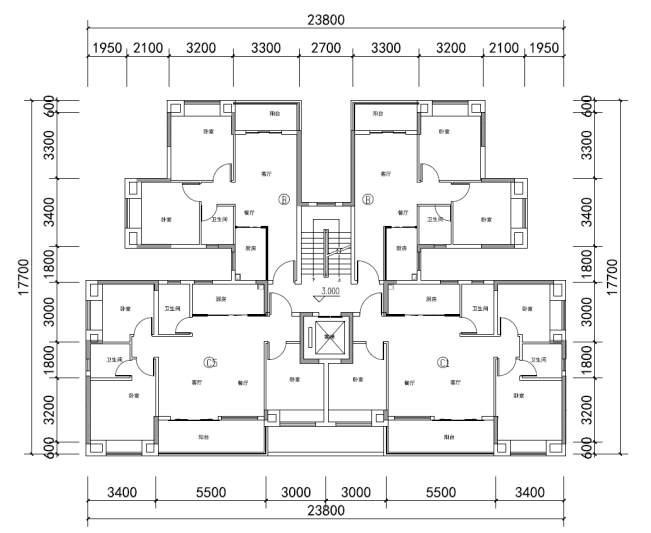 23800
1950 2100 3200 3300 2700 3300 3200 2100 1950
600 3300 3400 1800 3000 1800 3200 600
17700
阳台 阳台
卧室 卧室
客厅 客厅
卧室 卫生间 餐厅 B B 餐厅 卫生间 卧室
厨房 厨房
3.000
卧室 卫生间 厨房 厨房 卫生间 卧室
卫生间 C5 卫生间
客厅 餐厅 卧室 卧室 餐厅 客厅
卧室 卧室
阳台 阳台
600 3300 3400 1800 3000 1800 3200 600
17700
3400 5500 3000 3000 5500 3400
23800